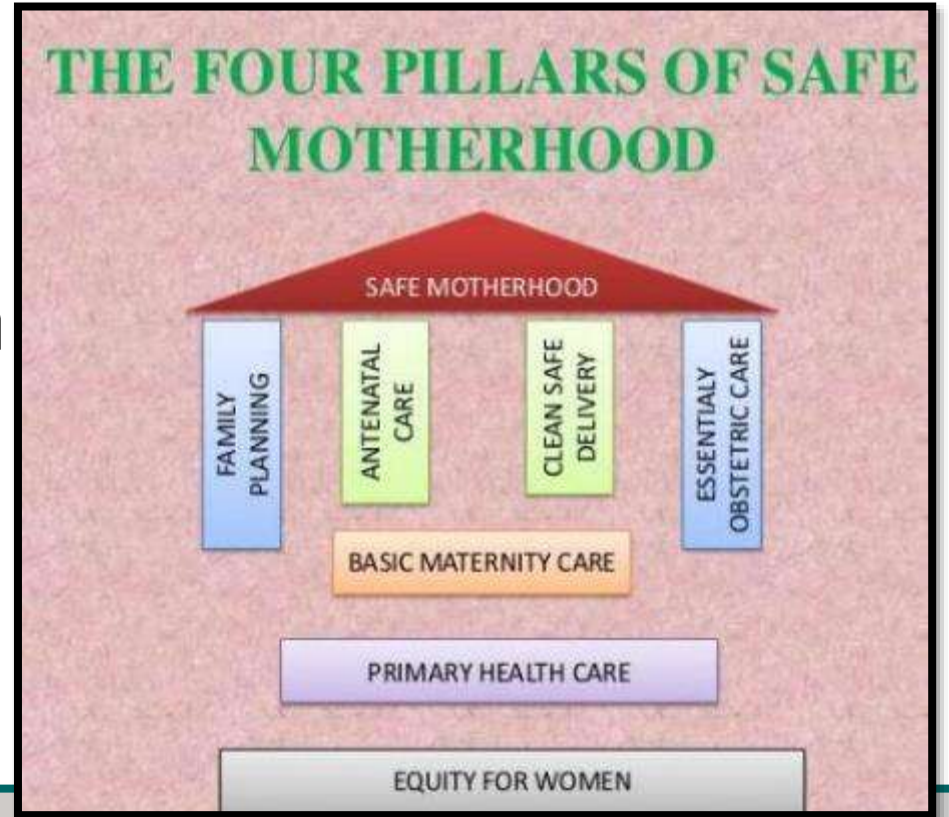 THE FOUR PILLARS OF SAFE
MOTHERHOOD
SAFE MOTHERHOOD
FAMILY
PLANNING
ANTENATAL
CARE
CLEAN SAFE
DELIVERY
ESSENTIALY
OBSTETRIC CARE
BASIC MATERNITY CARE
PRIMARY HEALTH CARE
EQUITY FOR WOMEN